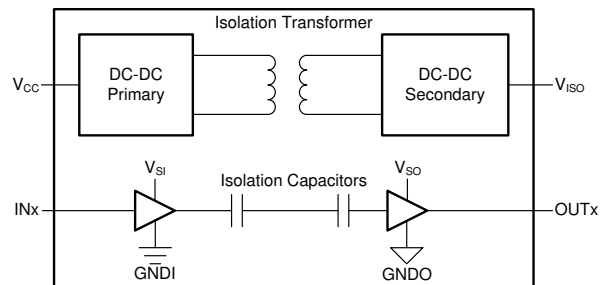 Isolation Transformer
DC-DC
Primary
DC-DC
Secondary
VCC
VISO
VSI
Isolation Capacitors
VSO
INx
OUTx
GNDI
GNDO